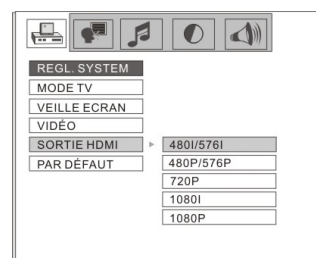 REGL. SYSTEM
MODE TV
VEILLE ECRAN
VIDÉO
SORTIE HDMI
PAR DÉFAUT
480I/576I
480P/576P
720P
1080I
1080P